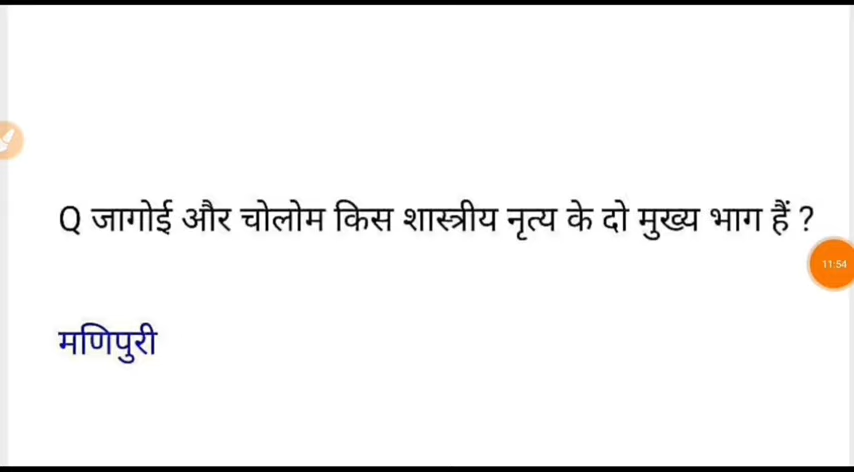 Q जागोई और चोलोम किस शास्त्रीय नृत्य के दो मुख्य भाग हैं ?
11:54
मणिपुरी